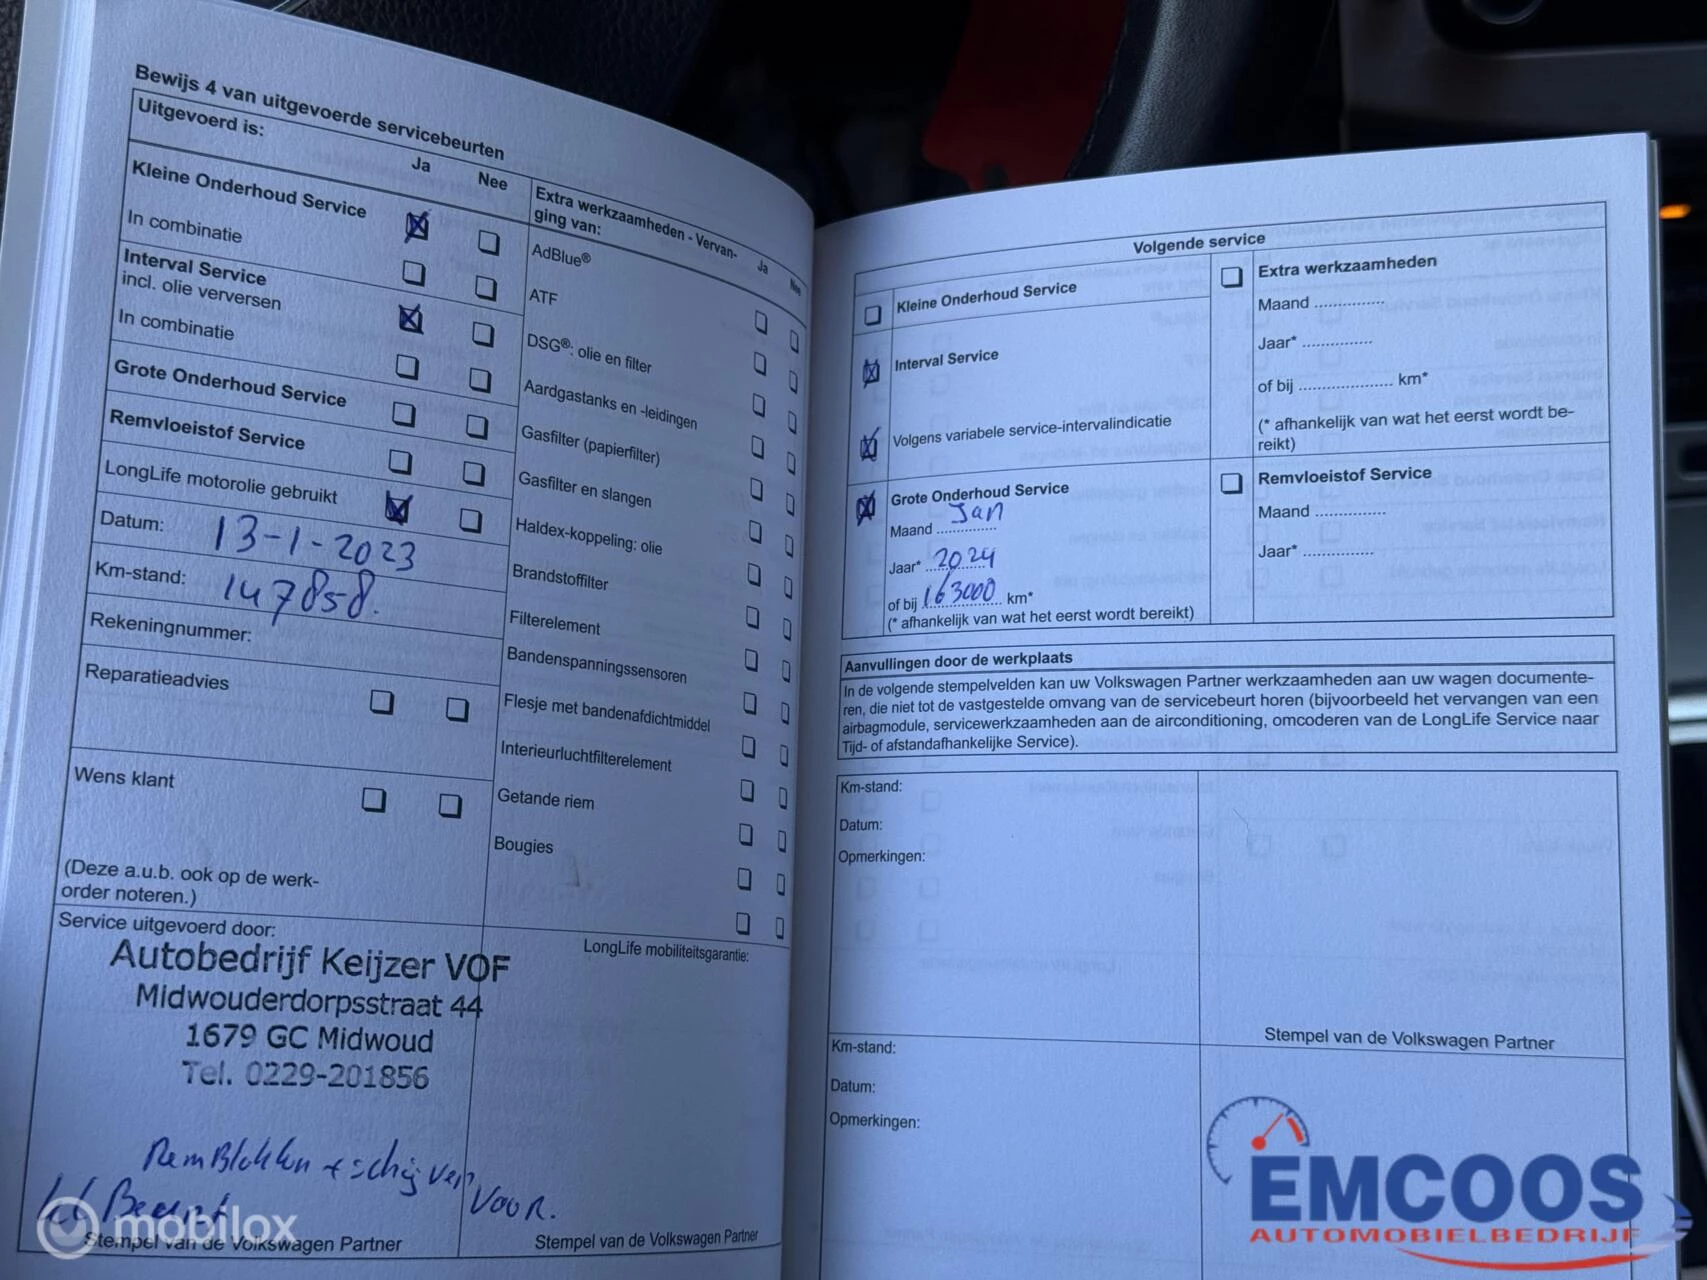 Bewijs 4 van uitgevoerde servicebeurten
Uitgevoerd is:
Ja
Nee
Kleine Onderhoud Service
In combinatie
Interval Service
incl. olie verversen
In combinatie
Grote Onderhoud Service
Remvloeistof Service
LongLife motorolie gebruikt
Datum: 13-1-2023
Km-stand: 147858.
Rekeningnummer:
Reparatieadvies
Wens klant
(Deze a.u.b. ook op de werk-
order noteren.)
Extra werkzaamheden - Vervan-
ging van:
Ja
Nee
AdBlue®
ATF
DSG®: olie en filter
Aardgastanks en -leidingen
Gasfilter (papierfilter)
Gasfilter en slangen
Haldex-koppeling: olie
Brandstoffilter
Filterelement
Bandenspanningssensoren
Flesje met bandenafdichtmiddel
Interieurluchtfilterelement
Getande riem
Bougies
Service uitgevoerd door:
Autobedrijf Keijzer VOF
Midwouderdorpsstraat 44
1679 GC Midwoud
Tel. 0229-201856
RemBlokken + schijven voor.
Stempel van de Volkswagen Partner
LongLife mobiliteitsgarantie:
Stempel van de Volkswagen Partner
Volgende service
Kleine Onderhoud Service
Interval Service
Volgens variabele service-intervalindicatie
Grote Onderhoud Service
Maand Jan
Jaar* 2024
of bij 163000 km*
(* afhankelijk van wat het eerst wordt bereikt)
Extra werkzaamheden
Maand ..............
Jaar* ..............
of bij ................... km*
(* afhankelijk van wat het eerst wordt be-
reikt)
Remvloeistof Service
Maand ..............
Jaar* ..............
Aanvullingen door de werkplaats
In de volgende stempelvelden kan uw Volkswagen Partner werkzaamheden aan uw wagen documente-
ren, die niet tot de vastgestelde omvang van de servicebeurt horen (bijvoorbeeld het vervangen van een
airbagmodule, servicewerkzaamheden aan de airconditioning, omcoderen van de LongLife Service naar
Tijd- of afstandafhankelijke Service).
Km-stand:
Datum:
Opmerkingen:
Stempel van de Volkswagen Partner
Km-stand:
Datum:
Opmerkingen:
EMCOOS
AUTOMOBIELBEDRIJF
mobilox